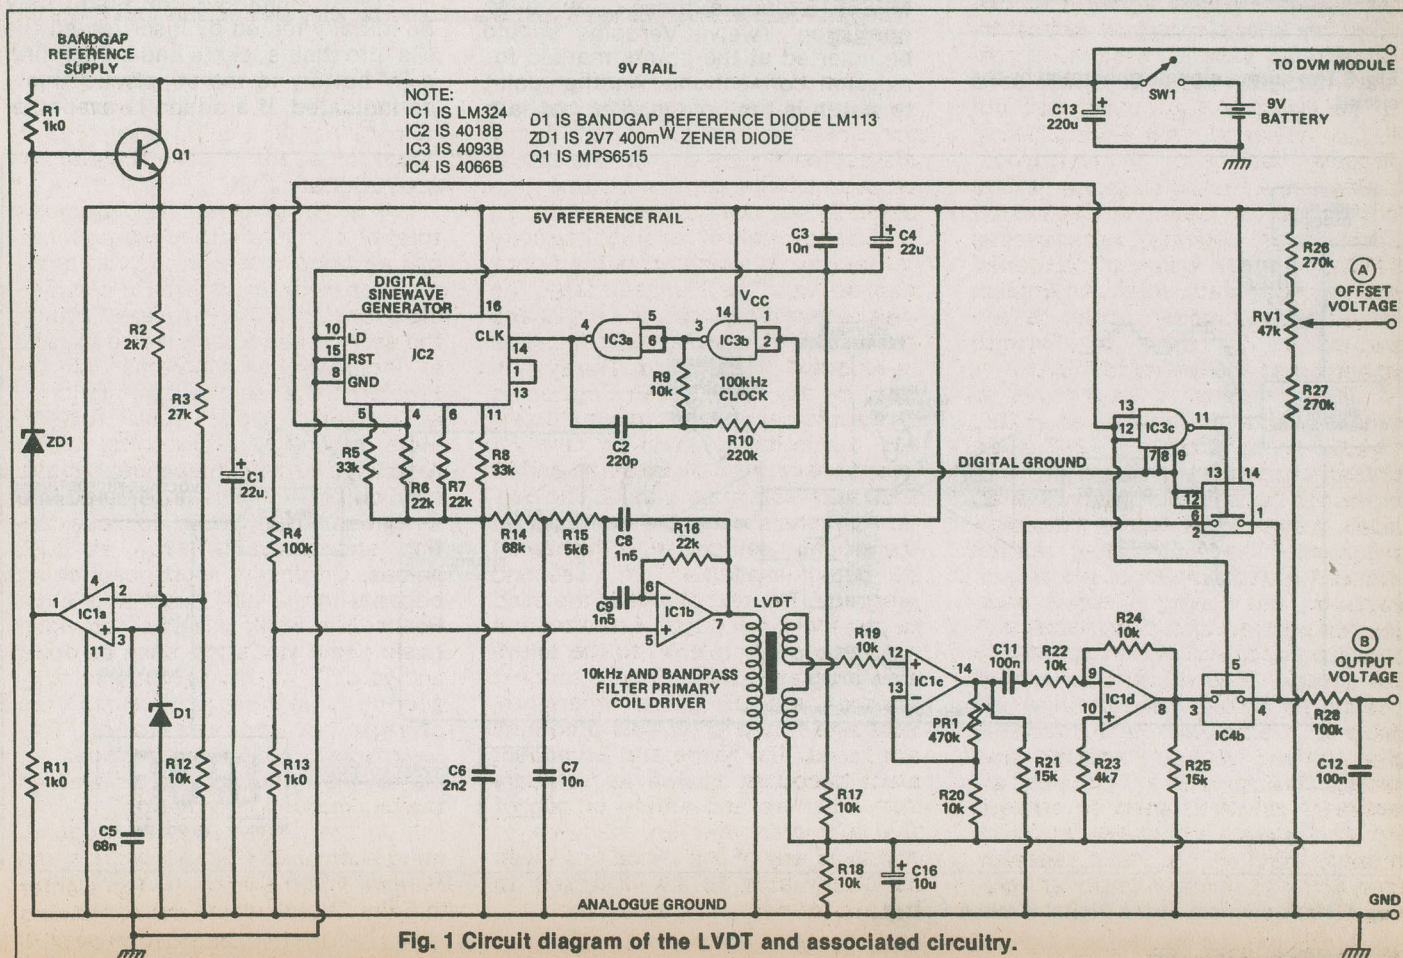 BANDGAP
REFERENCE
SUPPLY
9V RAIL
TO DVM MODULE
R1
1k0
Q1
NOTE:
IC1 IS LM324
IC2 IS 4018B
IC3 IS 4093B
IC4 IS 4066B
D1 IS BANDGAP REFERENCE DIODE LM113
ZD1 IS 2V7 400mW ZENER DIODE
Q1 IS MPS6515
C13
220u
+
SW1
9V
BATTERY
5V REFERENCE RAIL
C3
10n
+
C4
22u
R26
270k
A
OFFSET
VOLTAGE
RV1
47k
R27
270k
DIGITAL
SINEWAVE
GENERATOR
16
10
LD
15
RST
8
GND
IC2
CLK
14
1
13
5
4
6
11
4
IC3a
5
6
3
IC3b
VCC
14
1
2
100kHz
CLOCK
R9
10k
C2
220p
R10
220k
R2
2k7
R3
27k
ZD1
+
C1
22u
R5
33k
R6
22k
R7
22k
R8
33k
R4
100k
R14
68k
R15
5k6
C8
1n5
R16
22k
C9
1n5
6
IC1b
7
5
+
DIGITAL GROUND
13
12
IC3c
11
7
8
9
13
14
12
6
6
2
1
4
2
1
IC1a
3
+
11
D1
R11
1k0
C5
68n
R12
10k
R13
1k0
C6
2n2
C7
10n
10kHz AND BANDPASS
FILTER PRIMARY
COIL DRIVER
LVDT
R19
10k
12
+
IC1c
14
13
C11
100n
R22
10k
R24
10k
9
IC1d
8
10
+
5
3
4
IC4b
B
OUTPUT
VOLTAGE
R28
100k
C12
100n
PR1
470k
R21
15k
R23
4k7
R25
15k
R17
10k
R20
10k
R18
10k
+
C16
10u
ANALOGUE GROUND
GND
Fig. 1 Circuit diagram of the LVDT and associated circuitry.